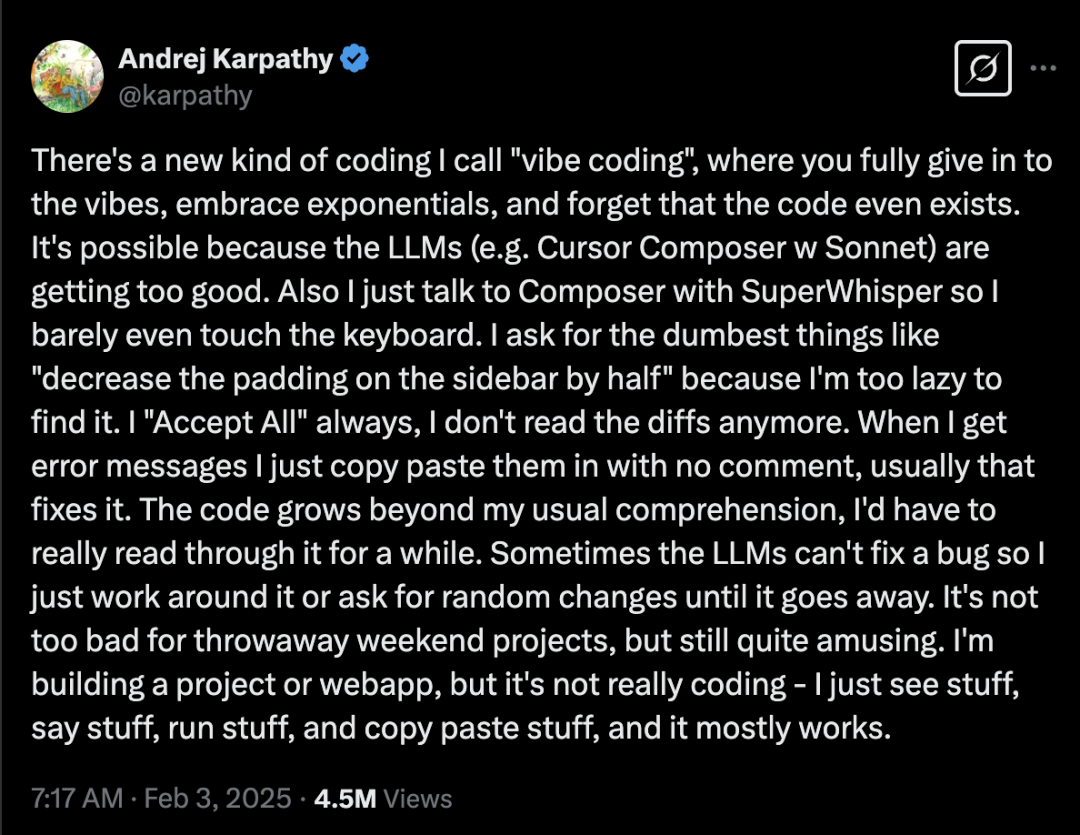 Andrej Karpathy
@karpathy
There's a new kind of coding I call "vibe coding", where you fully give in to
the vibes, embrace exponentials, and forget that the code even exists.
It's possible because the LLMs (e.g. Cursor Composer w Sonnet) are
getting too good. Also I just talk to Composer with SuperWhisper so I
barely even touch the keyboard. I ask for the dumbest things like
"decrease the padding on the sidebar by half" because I'm too lazy to
find it. I "Accept All" always, I don't read the diffs anymore. When I get
error messages I just copy paste them in with no comment, usually that
fixes it. The code grows beyond my usual comprehension, I'd have to
really read through it for a while. Sometimes the LLMs can't fix a bug so I
just work around it or ask for random changes until it goes away. It's not
too bad for throwaway weekend projects, but still quite amusing. I'm
building a project or webapp, but it's not really coding - I just see stuff,
say stuff, run stuff, and copy paste stuff, and it mostly works.
7:17 AM · Feb 3, 2025 · 4.5M Views